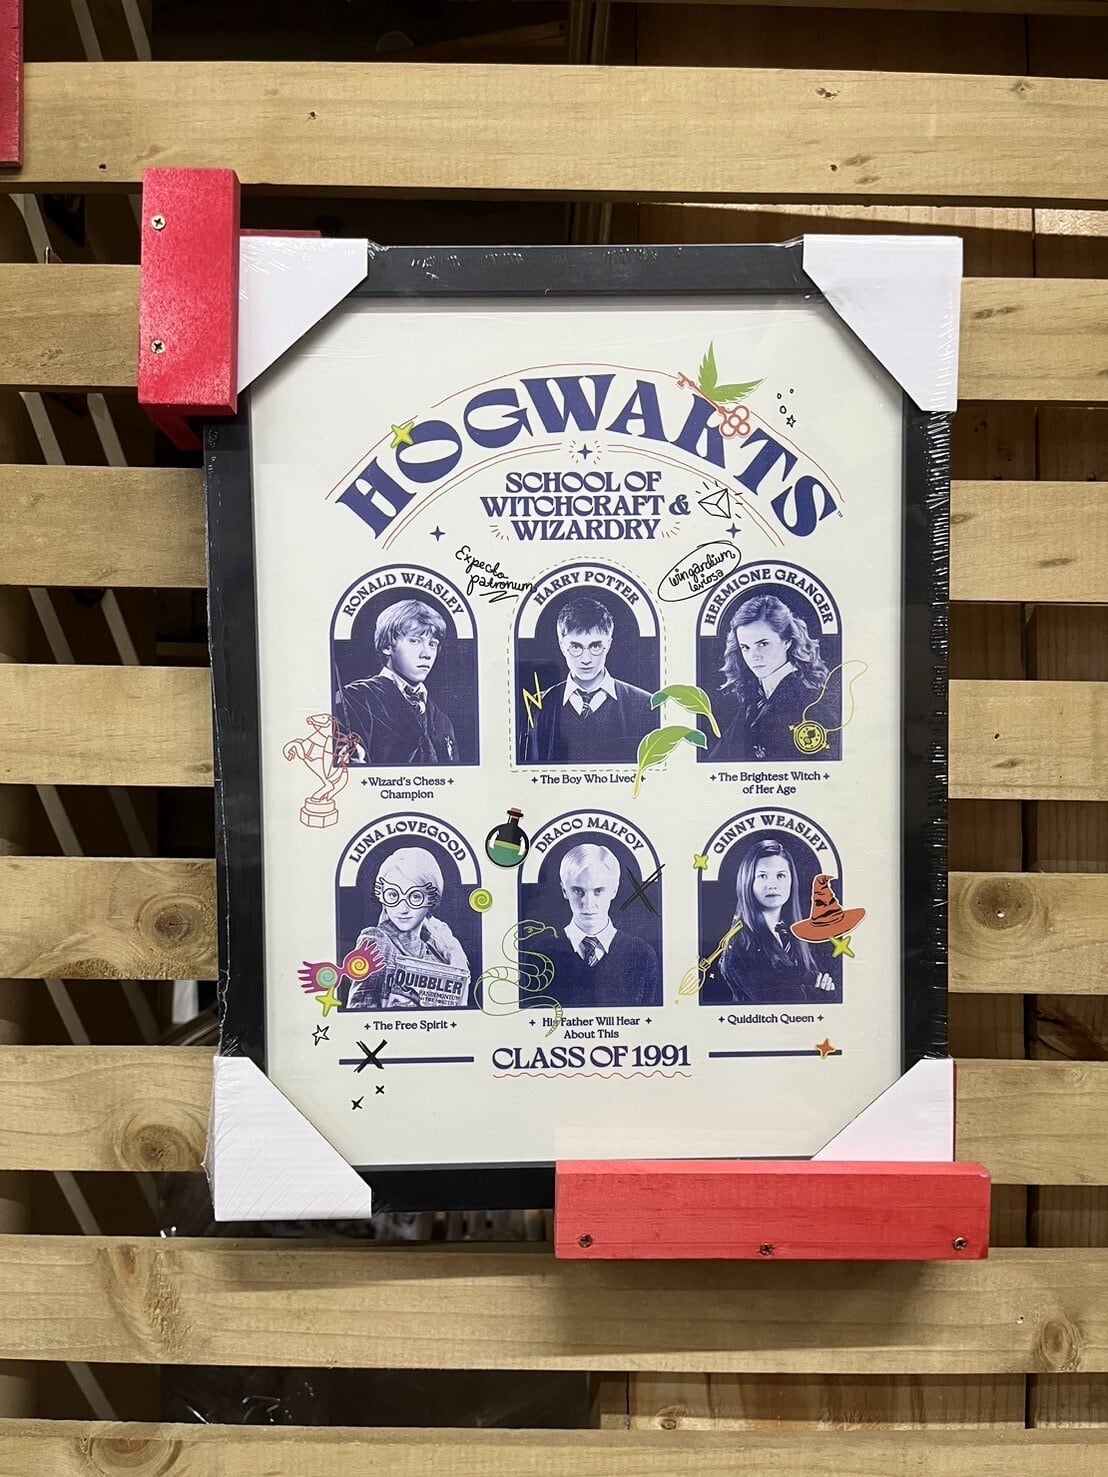 HOGWARTS
SCHOOL OF
WITCHCRAFT &
WIZARDRY
Expecto
patronum
wingardium
leviosa
RONALD WEASLEY
HARRY POTTER
HERMIONE GRANGER
Wizard's Chess
Champion
The Boy Who Lived
The Brightest Witch
of Her Age
LUNA LOVEGOOD
DRACO MALFOY
GINNY WEASLEY
QUIBBLER
The Free Spirit
His Father Will Hear
About This
Quidditch Queen
CLASS OF 1991